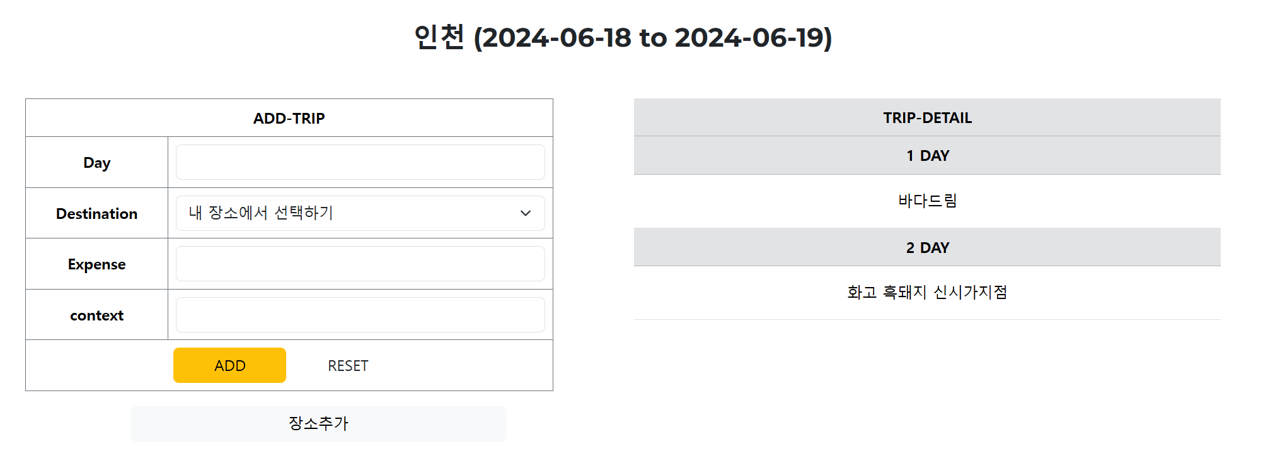 인천 (2024-06-18 to 2024-06-19)
ADD-TRIP
Day
Destination
내 장소에서 선택하기
Expense
context
ADD
RESET
장소추가
TRIP-DETAIL
1 DAY
바다드림
2 DAY
화고 흑돼지 신시가지점